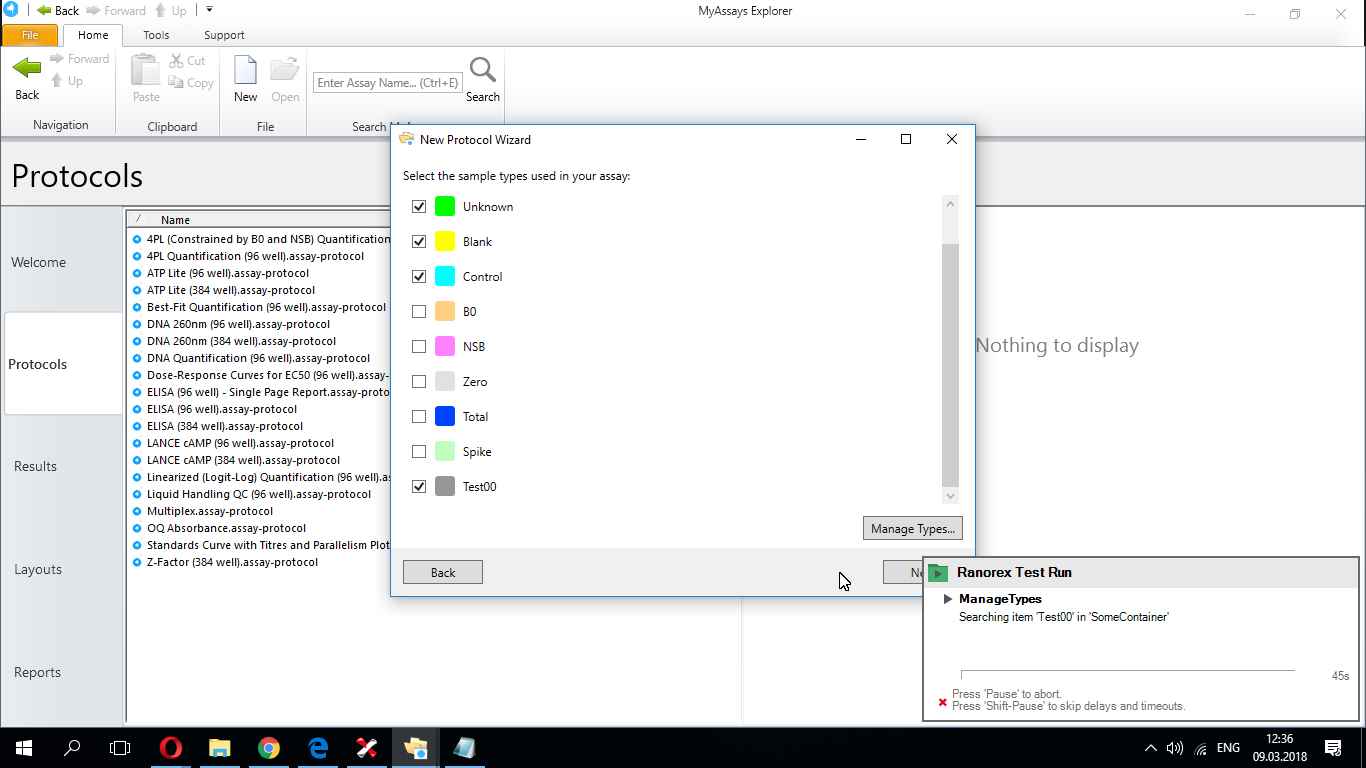 Back Forward Up
MyAssays Explorer
File Home Tools Support
Back
Forward
Up
Navigation
Paste
Cut
Copy
Clipboard
New
Open
File
Enter Assay Name... (Ctrl+E)
Search
Search
Protocols
Welcome
Protocols
Results
Layouts
Reports
Name
4PL (Constrained by B0 and NSB) Quantification
4PL Quantification (96 well).assay-protocol
ATP Lite (96 well).assay-protocol
ATP Lite (384 well).assay-protocol
Best-Fit Quantification (96 well).assay-protocol
DNA 260nm (96 well).assay-protocol
DNA 260nm (384 well).assay-protocol
DNA Quantification (96 well).assay-protocol
Dose-Response Curves for EC50 (96 well).assay-
ELISA (96 well) - Single Page Report.assay-proto
ELISA (96 well).assay-protocol
ELISA (384 well).assay-protocol
LANCE cAMP (96 well).assay-protocol
LANCE cAMP (384 well).assay-protocol
Linearized (Logit-Log) Quantification (96 well).as
Liquid Handling QC (96 well).assay-protocol
Multiplex.assay-protocol
OQ Absorbance.assay-protocol
Standards Curve with Titres and Parallelism Plot
Z-Factor (384 well).assay-protocol
New Protocol Wizard
Select the sample types used in your assay:
Unknown
Blank
Control
B0
NSB
Zero
Total
Spike
Test00
Manage Types...
Back
Ne
Nothing to display
Ranorex Test Run
ManageTypes
Searching item 'Test00' in 'SomeContainer'
45s
Press 'Pause' to abort.
Press 'Shift-Pause' to skip delays and timeouts.
ENG
12:36
09.03.2018